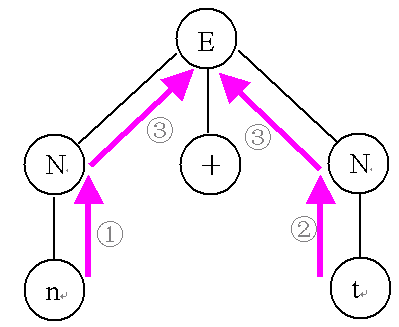 E
③ ③
N + N
① ②
n t